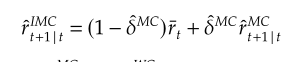 r̂^{IMC}_{t+1|t} = (1 − δ̂^{MC}) r̄_t + δ̂^{MC} r̂^{MC}_{t+1|t}